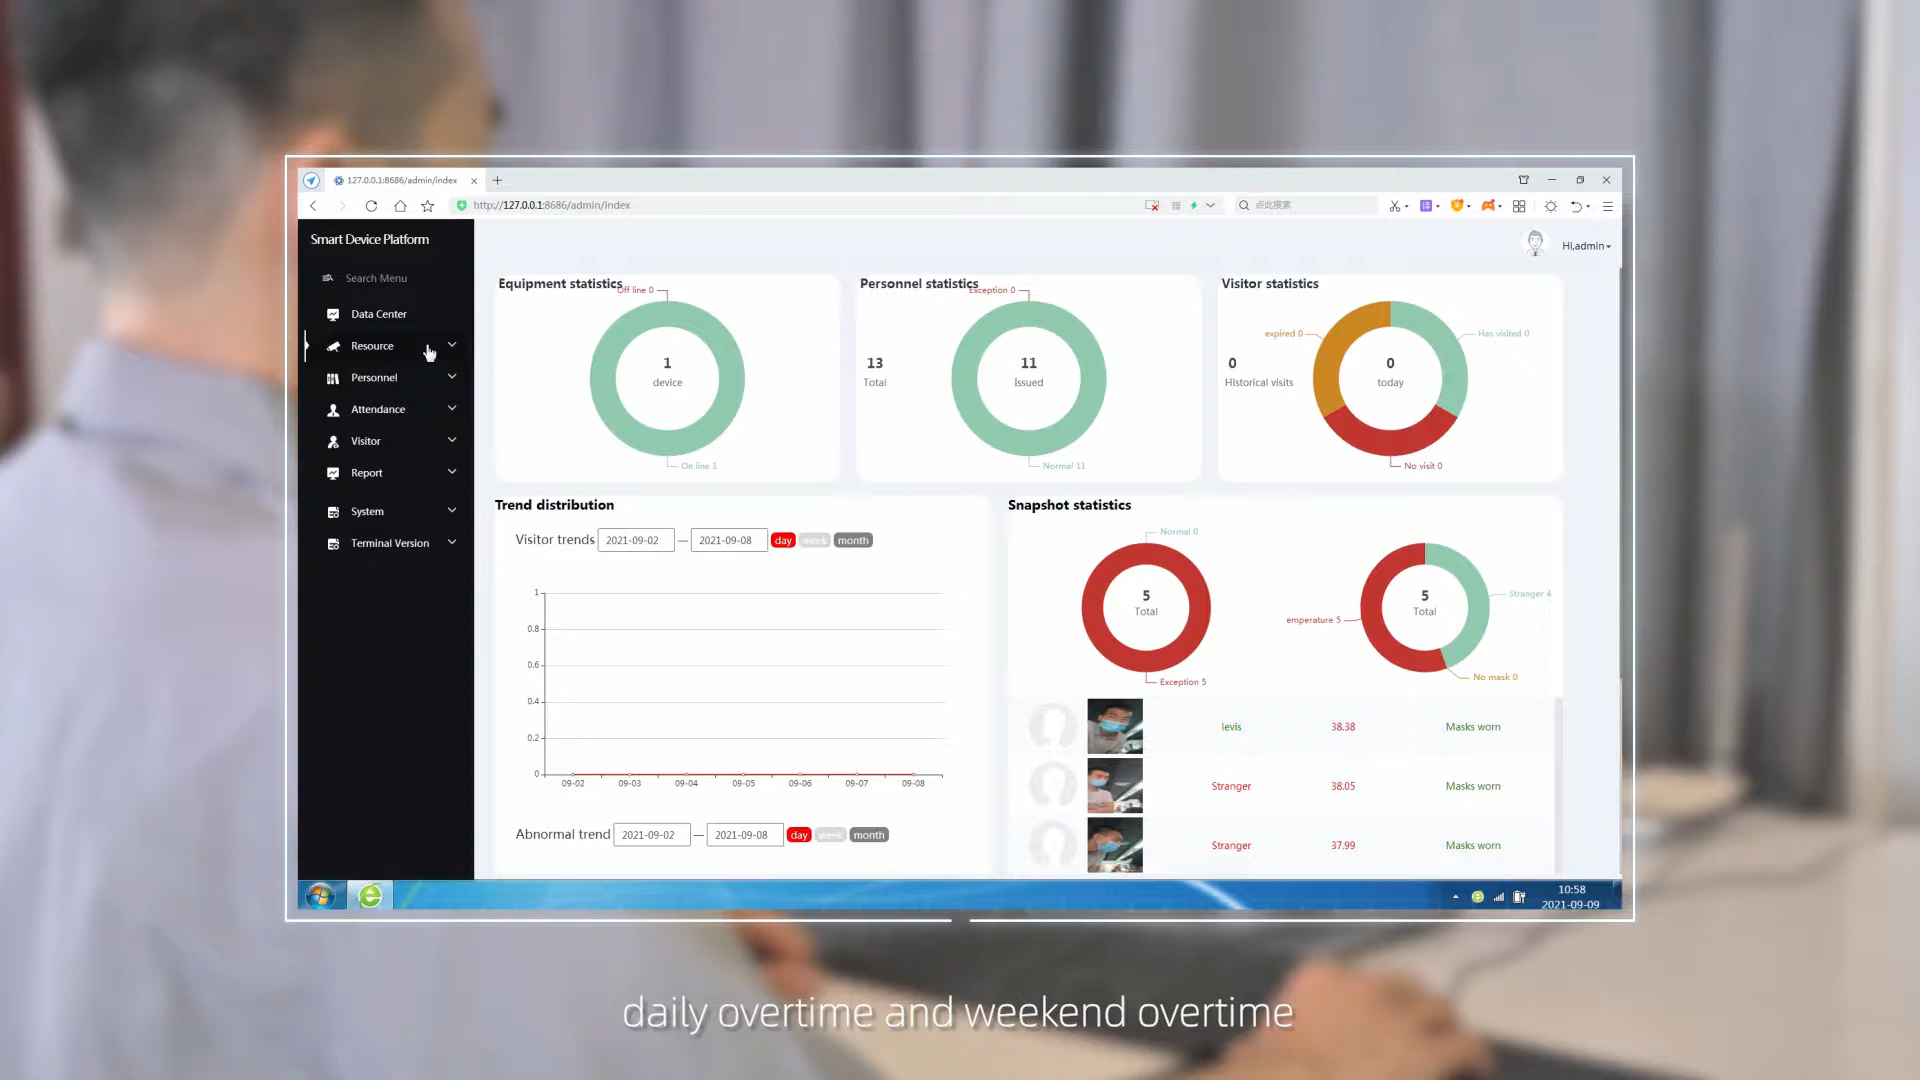 127.0.0.1:8686/admin/index
http://127.0.0.1:8686/admin/index
点此搜索
译
Smart Device Platform
Hi,admin
Search Menu
Data Center
Resource
Personnel
Attendance
Visitor
Report
System
Terminal Version
Equipment statistics
Off line 0
1
device
On line 1
Personnel statistics
Exception 0
13
Total
11
Issued
Normal 11
Visitor statistics
expired 0
Has visited 0
0
Historical visits
0
today
No visit 0
Trend distribution
Visitor trends 2021-09-02 — 2021-09-08 day week month
1
0.8
0.6
0.4
0.2
0
09-02 09-03 09-04 09-05 09-06 09-07 09-08
Abnormal trend 2021-09-02 — 2021-09-08 day week month
Snapshot statistics
Normal 0
5
Total
Exception 5
Stranger 4
emperature 5
5
Total
No mask 0
levis 38.38 Masks worn
Stranger 38.05 Masks worn
Stranger 37.99 Masks worn
10:58
2021-09-09
daily overtime and weekend overtime